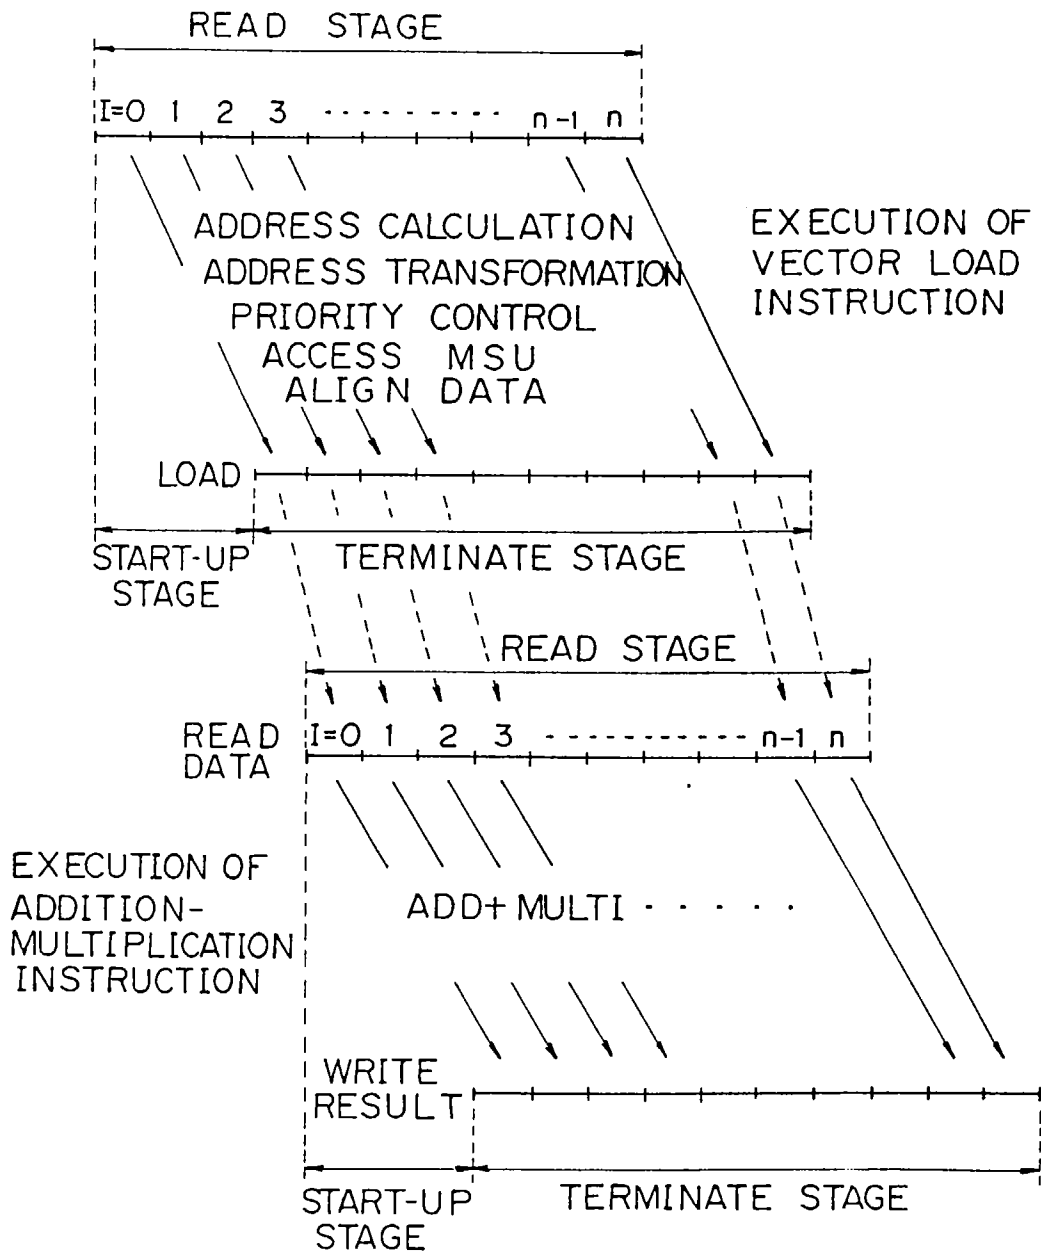 READ STAGE
I=0 1 2 3 - - - - - - - - - n-1 n
ADDRESS CALCULATION
ADDRESS TRANSFORMATION
PRIORITY CONTROL
ACCESS MSU
ALIGN DATA
EXECUTION OF
VECTOR LOAD
INSTRUCTION
LOAD
START-UP
STAGE
TERMINATE STAGE
READ STAGE
READ
DATA
I=0 1 2 3 - - - - - - - - - - - n-1 n
EXECUTION OF
ADDITION-
MULTIPLICATION
INSTRUCTION
ADD+MULTI - - - - -
WRITE
RESULT
START-UP
STAGE
TERMINATE STAGE